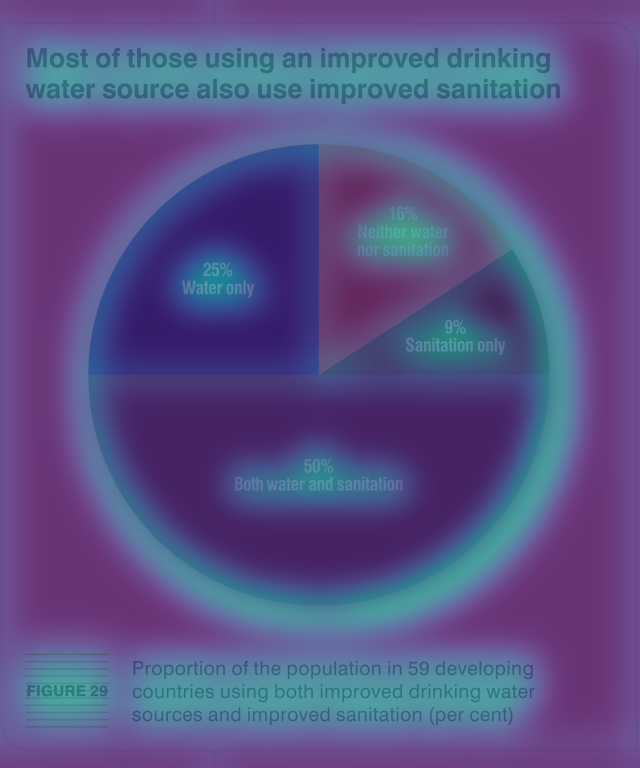 Most of those using an improved drinking
water source also use improved sanitation
16%
Neither water
nor sanitation
25%
Water only
9%
Sanitation only
50%
Both water and sanitation
FIGURE 29
Proportion of the population in 59 developing
countries using both improved drinking water
sources and improved sanitation (per cent)